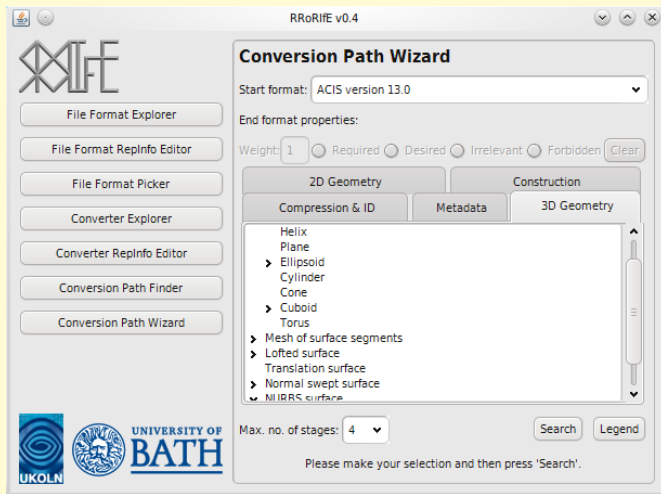 RRoRIfE v0.4
RRoRIfE
File Format Explorer
File Format RepInfo Editor
File Format Picker
Converter Explorer
Converter RepInfo Editor
Conversion Path Finder
Conversion Path Wizard
UKOLN
UNIVERSITY OF
BATH
Conversion Path Wizard
Start format: ACIS version 13.0
End format properties:
Weight: 1 Required Desired Irrelevant Forbidden Clear
2D Geometry Construction
Compression & ID Metadata 3D Geometry
Helix
Plane
Ellipsoid
Cylinder
Cone
Cuboid
Torus
Mesh of surface segments
Lofted surface
Translation surface
Normal swept surface
NURBS surface
Max. no. of stages: 4 Search Legend
Please make your selection and then press 'Search'.